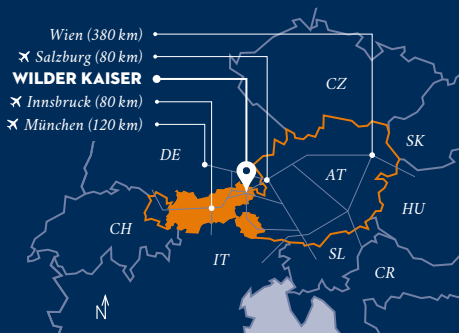 Wien (380 km)
Salzburg (80 km)
WILDER KAISER
Innsbruck (80 km)
München (120 km)
CZ
SK
DE
AT
HU
CH
IT
SL
CR
N